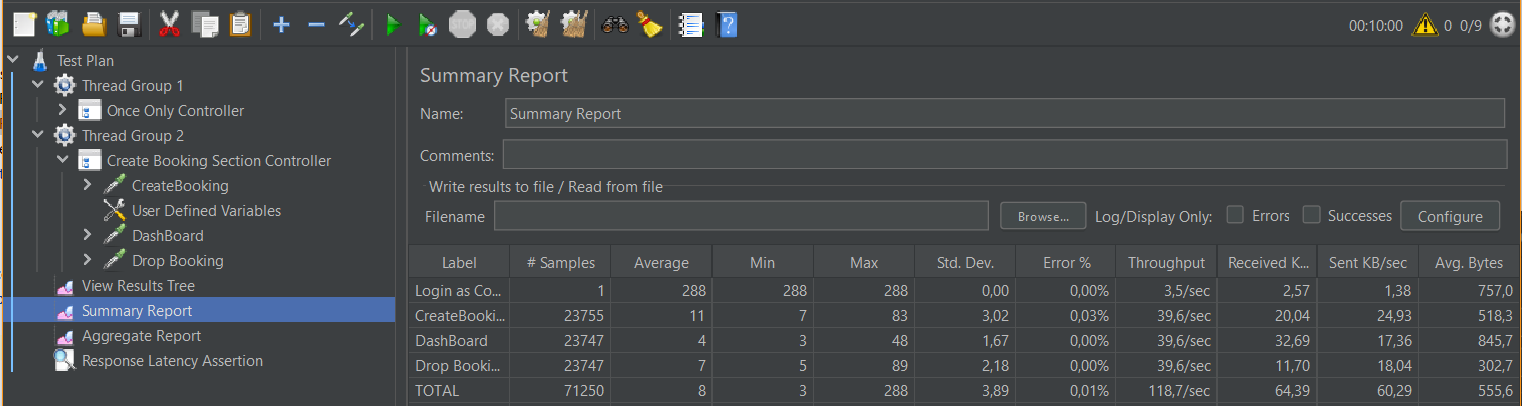 00:10:00 0 0/9
Test Plan
Thread Group 1
Once Only Controller
Thread Group 2
Create Booking Section Controller
CreateBooking
User Defined Variables
DashBoard
Drop Booking
View Results Tree
Summary Report
Aggregate Report
Response Latency Assertion
Summary Report
Name: Summary Report
Comments:
Write results to file / Read from file
Filename Browse... Log/Display Only: Errors Successes Configure
Label # Samples Average Min Max Std. Dev. Error % Throughput Received K... Sent KB/sec Avg. Bytes
Login as Co... 1 288 288 288 0,00 0,00% 3,5/sec 2,57 1,38 757,0
CreateBooki... 23755 11 7 83 3,02 0,03% 39,6/sec 20,04 24,93 518,3
DashBoard 23747 4 3 48 1,67 0,00% 39,6/sec 32,69 17,36 845,7
Drop Booki... 23747 7 5 89 2,18 0,00% 39,6/sec 11,70 18,04 302,7
TOTAL 71250 8 3 288 3,89 0,01% 118,7/sec 64,39 60,29 555,6